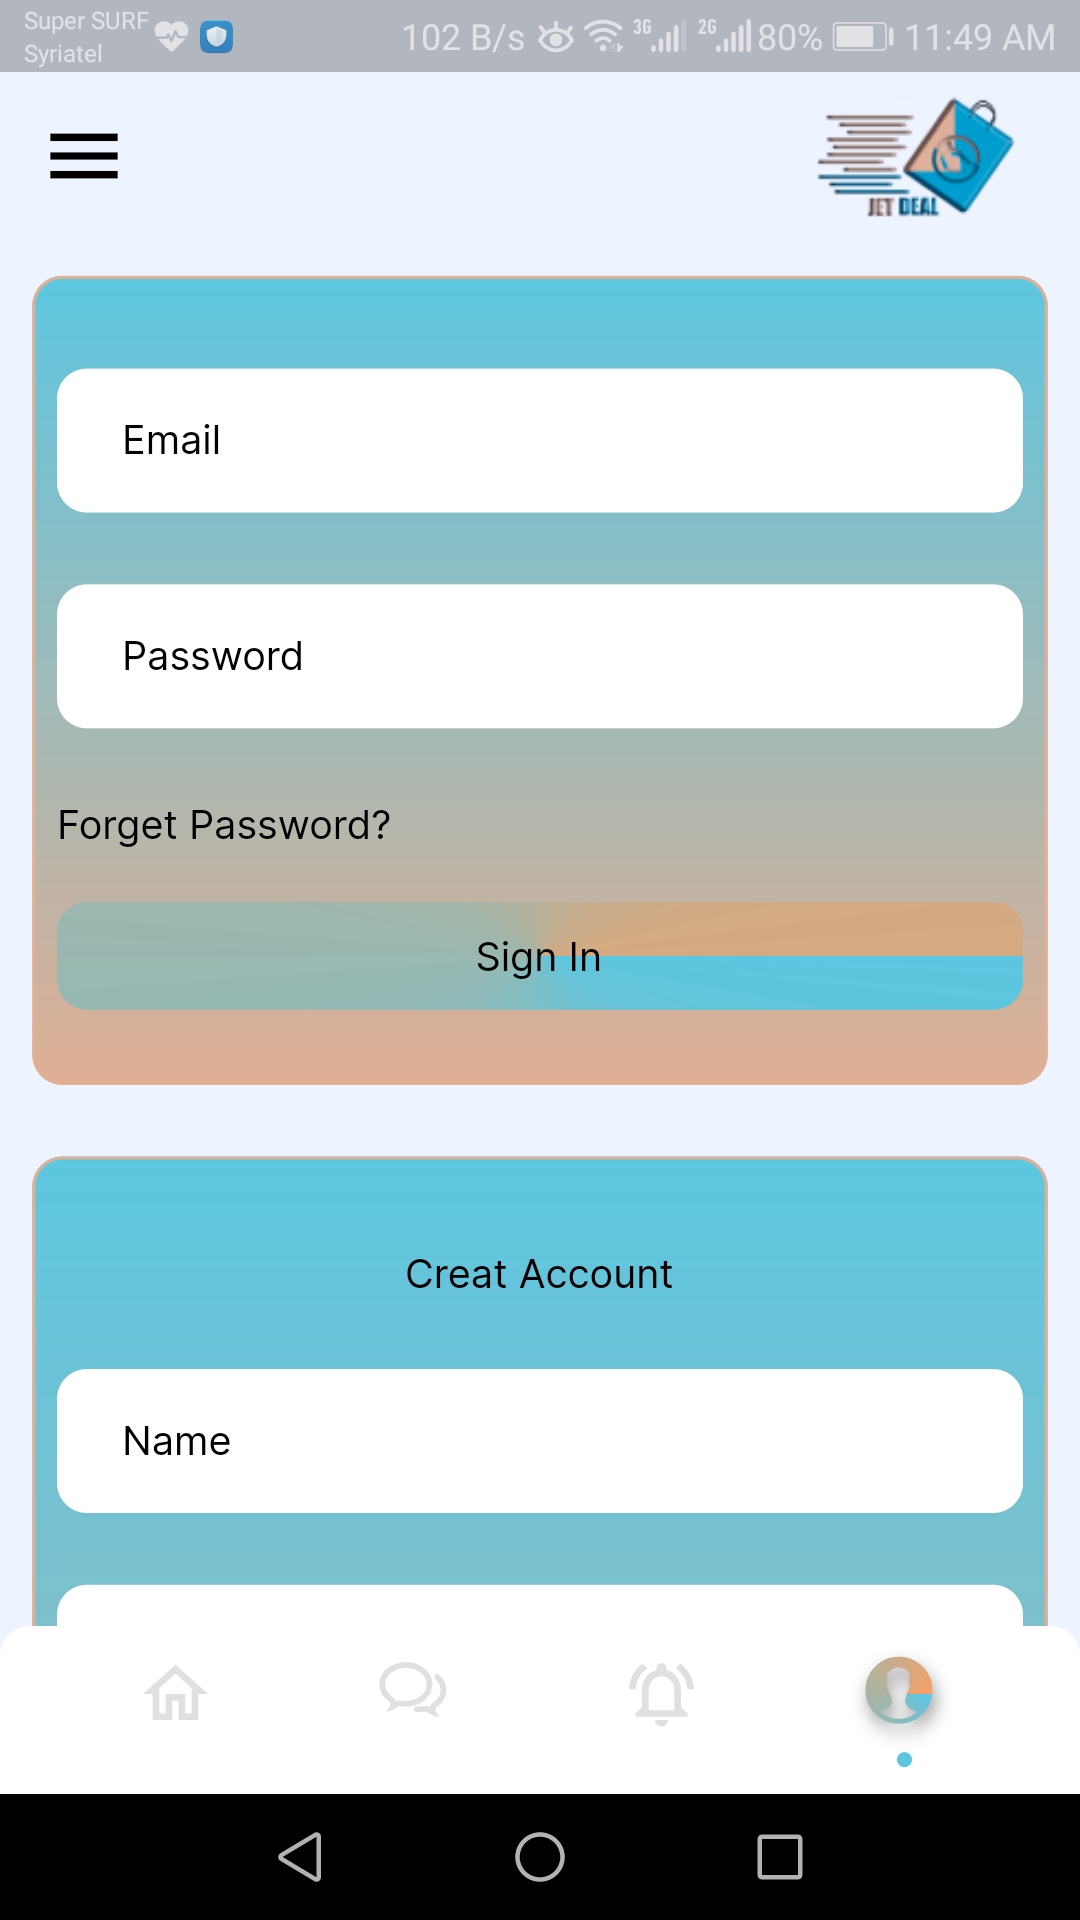 Super SURF
Syriatel
102 B/s 3G 2G 80% 11:49 AM
JET DEAL
Email
Password
Forget Password?
Sign In
Creat Account
Name